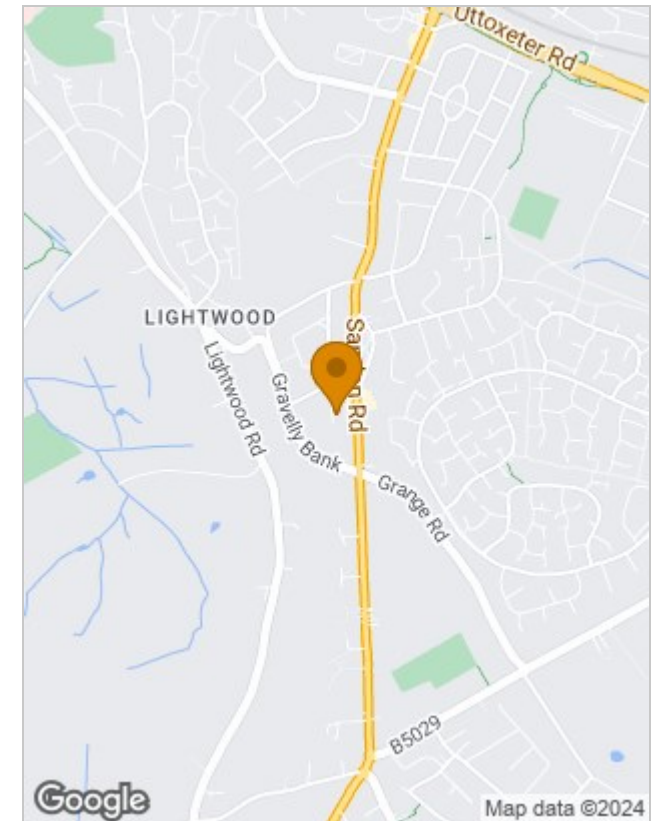 Uttoxeter Rd
LIGHTWOOD
Lightwood Rd
Gravelly Bank
Rd
Grange Rd
B5029
Google
Map data ©2024